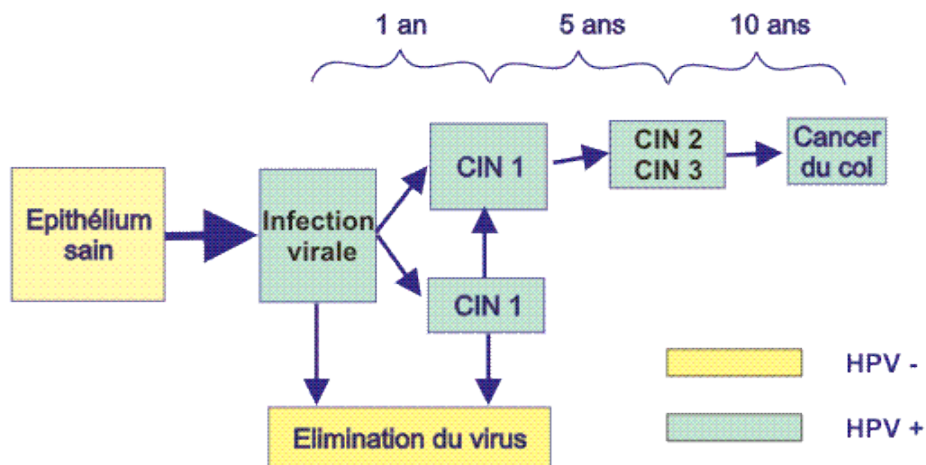 1 an
5 ans
10 ans
Epithélium
sain
Infection
virale
CIN 1
CIN 1
CIN 2
CIN 3
Cancer
du col
Elimination du virus
HPV -
HPV +